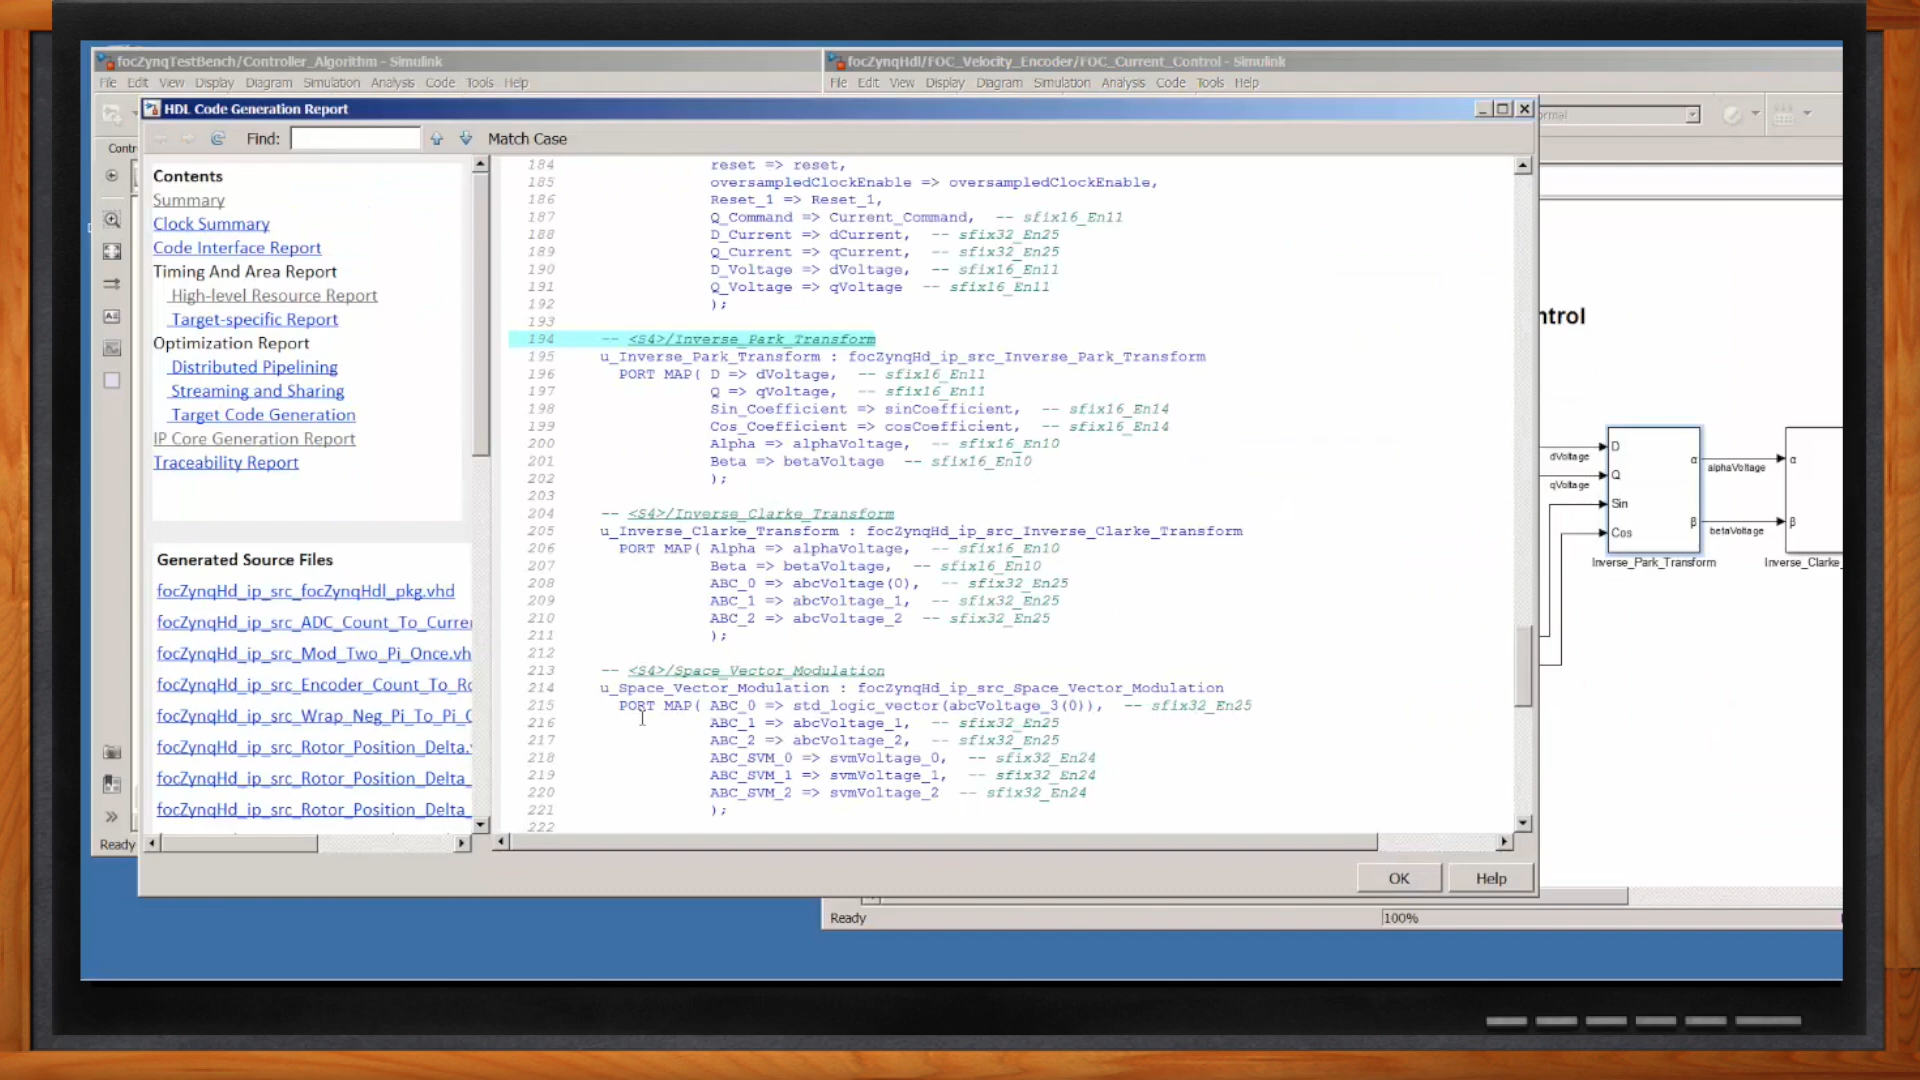 focZynqTestBench/Controller_Algorithm - Simulink
File Edit View Display Diagram Simulation Analysis Code Tools Help
focZynqHdl/FOC_Velocity_Encoder/FOC_Current_Control - Simulink
File Edit View Display Diagram Simulation Analysis Code Tools Help
HDL Code Generation Report
Find:
Match Case
Contr
Contents
Summary
Clock Summary
Code Interface Report
Timing And Area Report
High-level Resource Report
Target-specific Report
Optimization Report
Distributed Pipelining
Streaming and Sharing
Target Code Generation
IP Core Generation Report
Traceability Report
Generated Source Files
focZynqHd_ip_src_focZynqHdl_pkg.vhd
focZynqHd_ip_src_ADC_Count_To_Curre
focZynqHd_ip_src_Mod_Two_Pi_Once.vh
focZynqHd_ip_src_Encoder_Count_To_Ro
focZynqHd_ip_src_Wrap_Neg_Pi_To_Pi_
focZynqHd_ip_src_Rotor_Position_Delta.
focZynqHd_ip_src_Rotor_Position_Delta_
focZynqHd_ip_src_Rotor_Position_Delta_
184 reset => reset,
185 oversampledClockEnable => oversampledClockEnable,
186 Reset_1 => Reset_1,
187 Q_Command => Current_Command, -- sfix16_En11
188 D_Current => dCurrent, -- sfix32_En25
189 Q_Current => qCurrent, -- sfix32_En25
190 D_Voltage => dVoltage, -- sfix16_En11
191 Q_Voltage => qVoltage -- sfix16_En11
192 );
193
194 -- <S4>/Inverse_Park_Transform
195 u_Inverse_Park_Transform : focZynqHd_ip_src_Inverse_Park_Transform
196 PORT MAP( D => dVoltage, -- sfix16_En11
197 Q => qVoltage, -- sfix16_En11
198 Sin_Coefficient => sinCoefficient, -- sfix16_En14
199 Cos_Coefficient => cosCoefficient, -- sfix16_En14
200 Alpha => alphaVoltage, -- sfix16_En10
201 Beta => betaVoltage -- sfix16_En10
202 );
203
204 -- <S4>/Inverse_Clarke_Transform
205 u_Inverse_Clarke_Transform : focZynqHd_ip_src_Inverse_Clarke_Transform
206 PORT MAP( Alpha => alphaVoltage, -- sfix16_En10
207 Beta => betaVoltage, -- sfix16_En10
208 ABC_0 => abcVoltage(0), -- sfix32_En25
209 ABC_1 => abcVoltage_1, -- sfix32_En25
210 ABC_2 => abcVoltage_2 -- sfix32_En25
211 );
212
213 -- <S4>/Space_Vector_Modulation
214 u_Space_Vector_Modulation : focZynqHd_ip_src_Space_Vector_Modulation
215 PORT MAP( ABC_0 => std_logic_vector(abcVoltage_3(0)), -- sfix32_En25
216 ABC_1 => abcVoltage_1, -- sfix32_En25
217 ABC_2 => abcVoltage_2, -- sfix32_En25
218 ABC_SVM_0 => svmVoltage_0, -- sfix32_En24
219 ABC_SVM_1 => svmVoltage_1, -- sfix32_En24
220 ABC_SVM_2 => svmVoltage_2 -- sfix32_En24
221 );
222
OK Help
Ready
ormal
ntrol
dVoltage
qVoltage
D
Q
Sin
Cos
α
β
alphaVoltage
betaVoltage
α
β
Inverse_Park_Transform
Inverse_Clarke_
Ready 100%